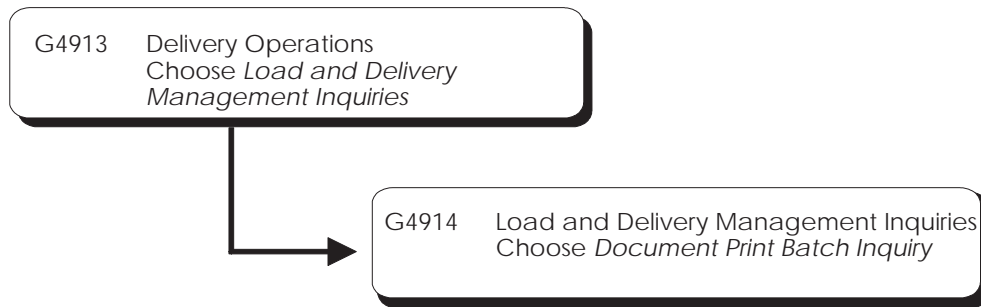 G4913 Delivery Operations
Choose Load and Delivery
Management Inquiries
G4914 Load and Delivery Management Inquiries
Choose Document Print Batch Inquiry